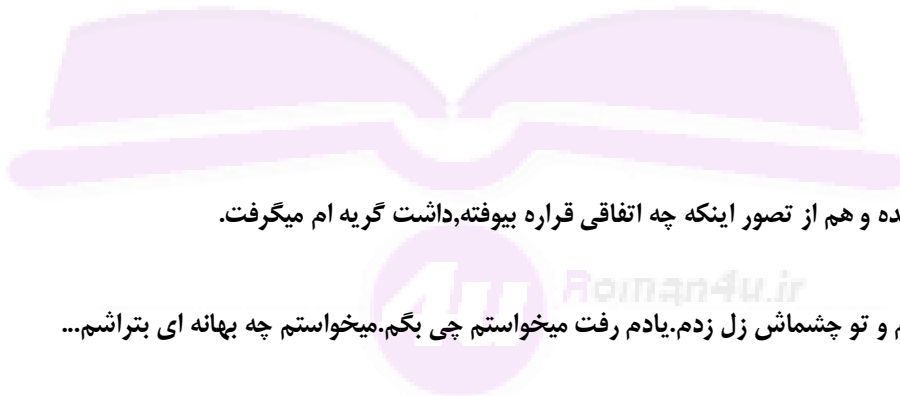 و هم از تصور اینکه چه اتفاقی قراره بیوفته,داشت گریه ام میگرفت.
4u Roman4u.ir
و تو چشماش زل زدم.یادم رفت میخواستم چی بگم.میخواستم چه بهانه ای بتراشم...